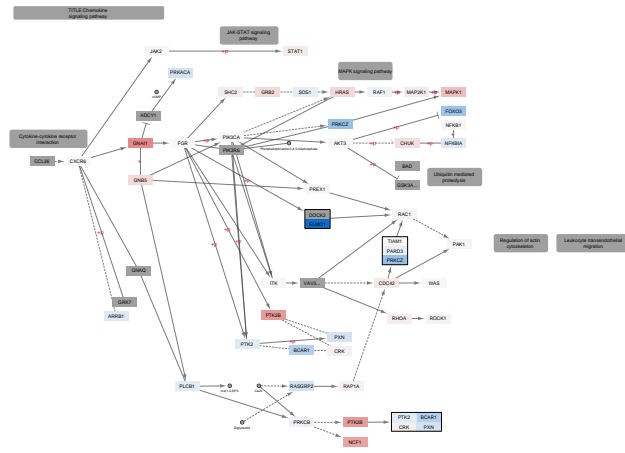 TITLE:Chemokine
signaling pathway
JAK-STAT signaling
pathway
JAK2
+p
STAT1
MAPK signaling pathway
PRKACA
cAMP
SHC2
GRB2
SOS1
HRAS
RAF1
+p
MAP2K1
+p
MAPK1
ADCY1
PRKCZ
FOXO3
NFKB1
+p
Cytokine-cytokine receptor
interaction
GNAI1
FGR
+p
PIK3CA
PIK3R6
AKT3
+p
+p
CHUK
+p
NFKBIA
CCL26
CXCR6
BAD
GSK3A...
+p
Ubiquitin mediated
proteolysis
GNB5
PREX1
DOCK2
ELMO1
RAC1
+p
+p
+p
+p
TIAM1
PARD3
PRKCZ
PAK1
Regulation of actin
cytoskeleton
Leukocyte transendothelial
migration
GNAQ
ITK
VAV3...
CDC42
WAS
GRK7
ARRB1
PTK2B
RHOA
ROCK1
PTK2
+p
PXN
BCAR1
CRK
PLCB1
RASGRP2
RAP1A
PRKCB
PTK2B
PTK2
BCAR1
CRK
PXN
NCF1